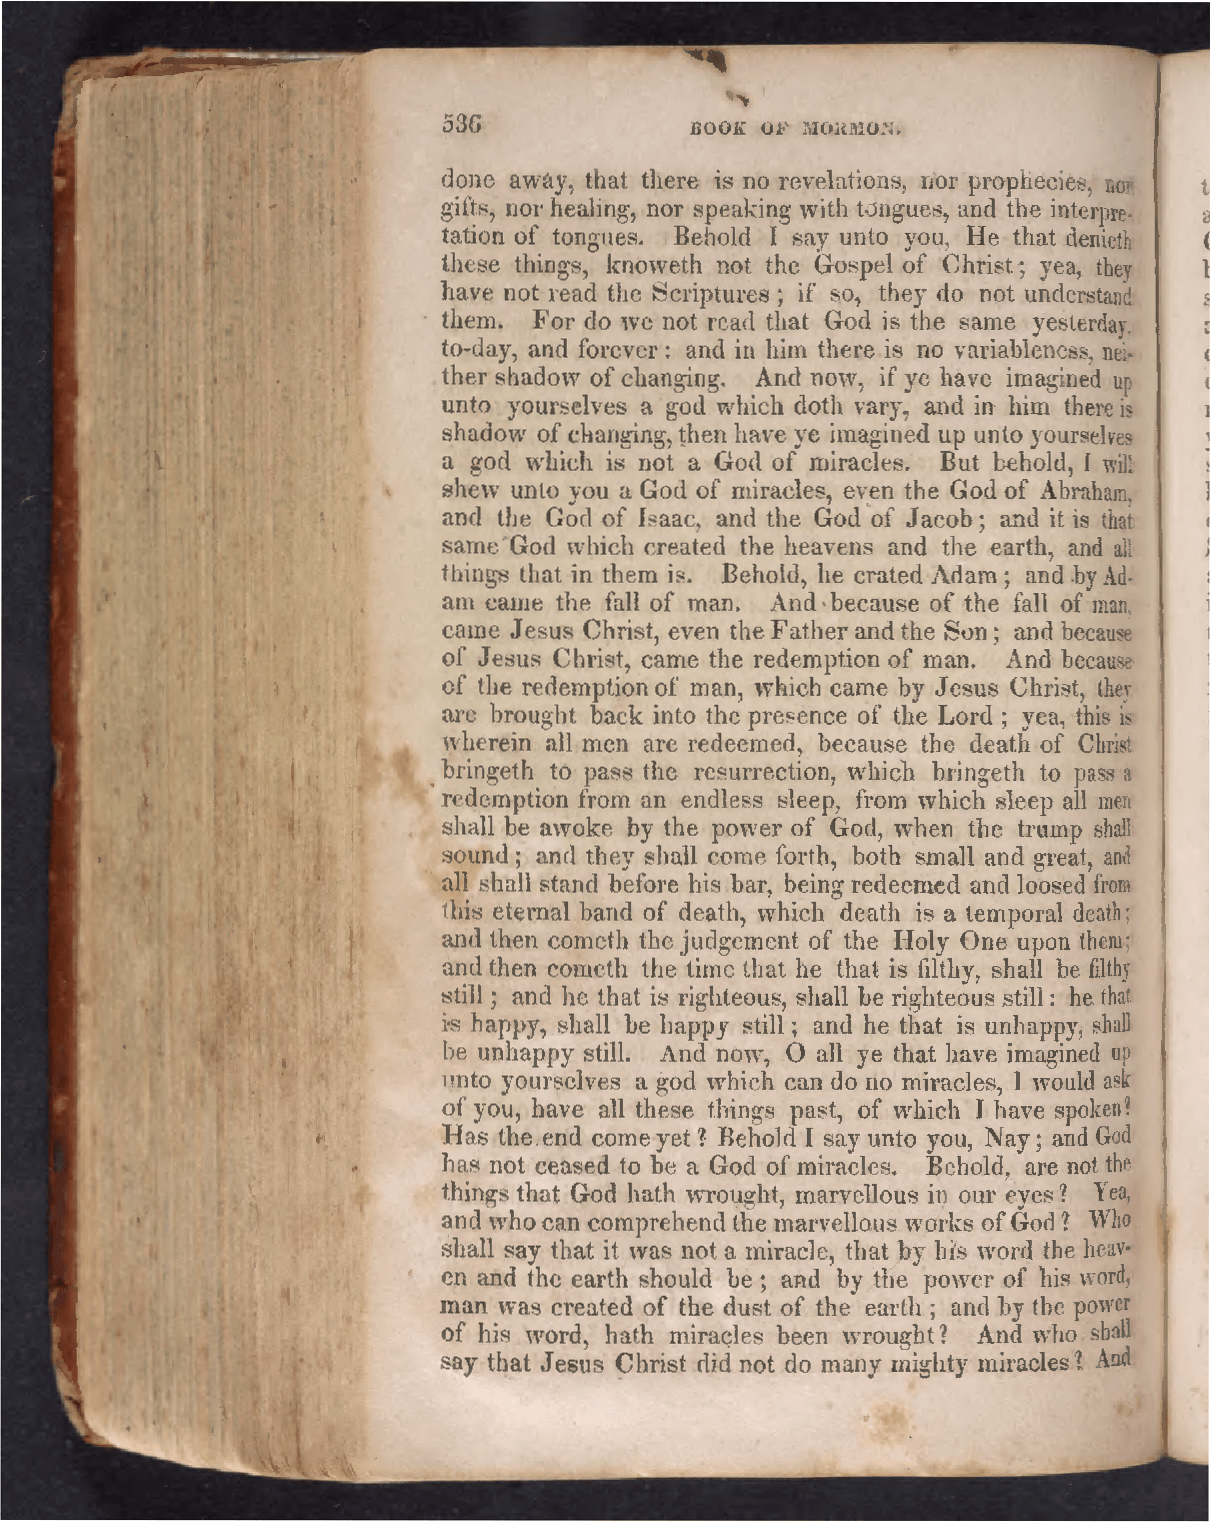 536 BOOK OF MORMON.
done away, that there is no revelations, nor prophecies, nor
gifts, nor healing, nor speaking with tongues, and the interpre-
tation of tongues. Behold I say unto you, He that denieth
these things, knoweth not the Gospel of Christ; yea, they
have not read the Scriptures; if so, they do not understand
them. For do we not read that God is the same yesterday,
to-day, and forever: and in him there is no variableness, nei-
ther shadow of changing. And now, if ye have imagined up
unto yourselves a god which doth vary, and in him there is
shadow of changing, then have ye imagined up unto yourselves
a god which is not a God of miracles. But behold, I will
shew unto you a God of miracles, even the God of Abraham,
and the God of Isaac, and the God of Jacob; and it is that
same God which created the heavens and the earth, and all
things that in them is. Behold, he crated Adam; and by Ad-
am came the fall of man. And because of the fall of man,
came Jesus Christ, even the Father and the Son; and because
of Jesus Christ, came the redemption of man. And because
of the redemption of man, which came by Jesus Christ, they
are brought back into the presence of the Lord; yea, this is
wherein all men are redeemed, because the death of Christ
bringeth to pass the resurrection, which bringeth to pass a
redemption from an endless sleep, from which sleep all men
shall be awoke by the power of God, when the trump shall
sound; and they shall come forth, both small and great, and
all shall stand before his bar, being redeemed and loosed from
this eternal band of death, which death is a temporal death;
and then cometh the judgement of the Holy One upon them;
and then cometh the time that he that is filthy, shall be filthy
still; and he that is righteous, shall be righteous still: he that
is happy, shall be happy still; and he that is unhappy, shall
be unhappy still. And now, O all ye that have imagined up
unto yourselves a god which can do no miracles, I would ask
of you, have all these things past, of which I have spoken?
Has the end come yet? Behold I say unto you, Nay; and God
has not ceased to be a God of miracles. Behold, are not the
things that God hath wrought, marvellous in our eyes? Yea,
and who can comprehend the marvellous works of God? Who
shall say that it was not a miracle, that by his word the heav-
en and the earth should be; and by the power of his word,
man was created of the dust of the earth; and by the power
of his word, hath miracles been wrought? And who shall
say that Jesus Christ did not do many mighty miracles? And